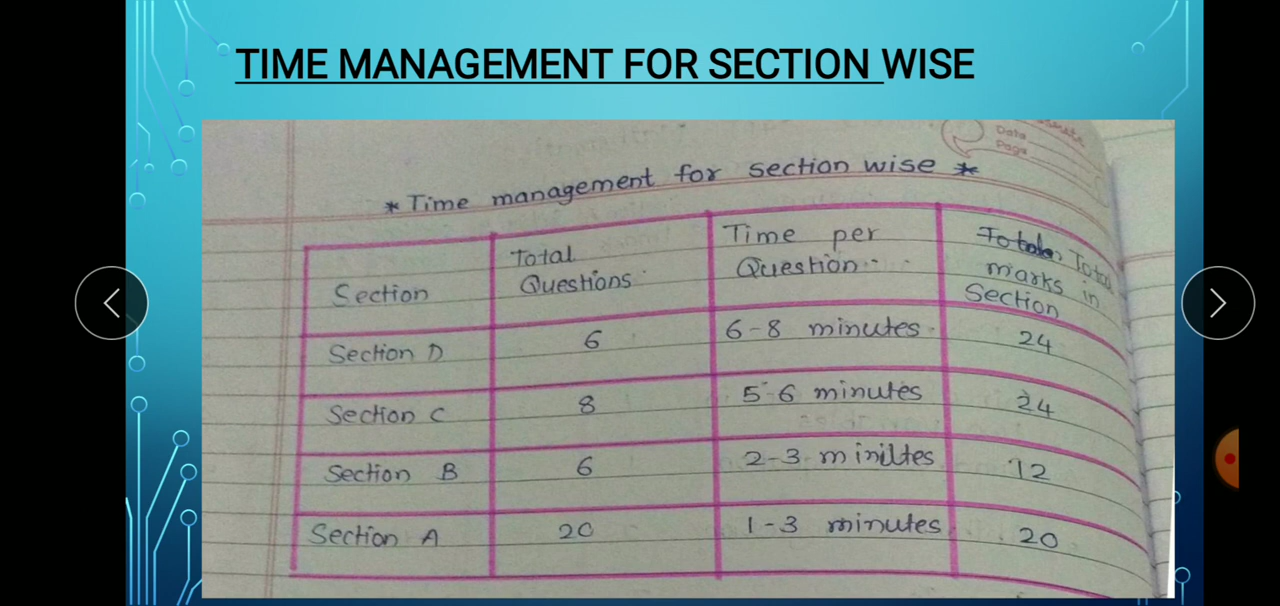 TIME MANAGEMENT FOR SECTION WISE
Date
Page
* Time management for section wise *
Section
Total
Questions
Time per
Question
Total
marks in
Section
Section D
6
6-8 minutes
24
Section C
8
5-6 minutes
24
Section B
6
2-3 miniltes
12
Section A
20
1-3 minutes
20